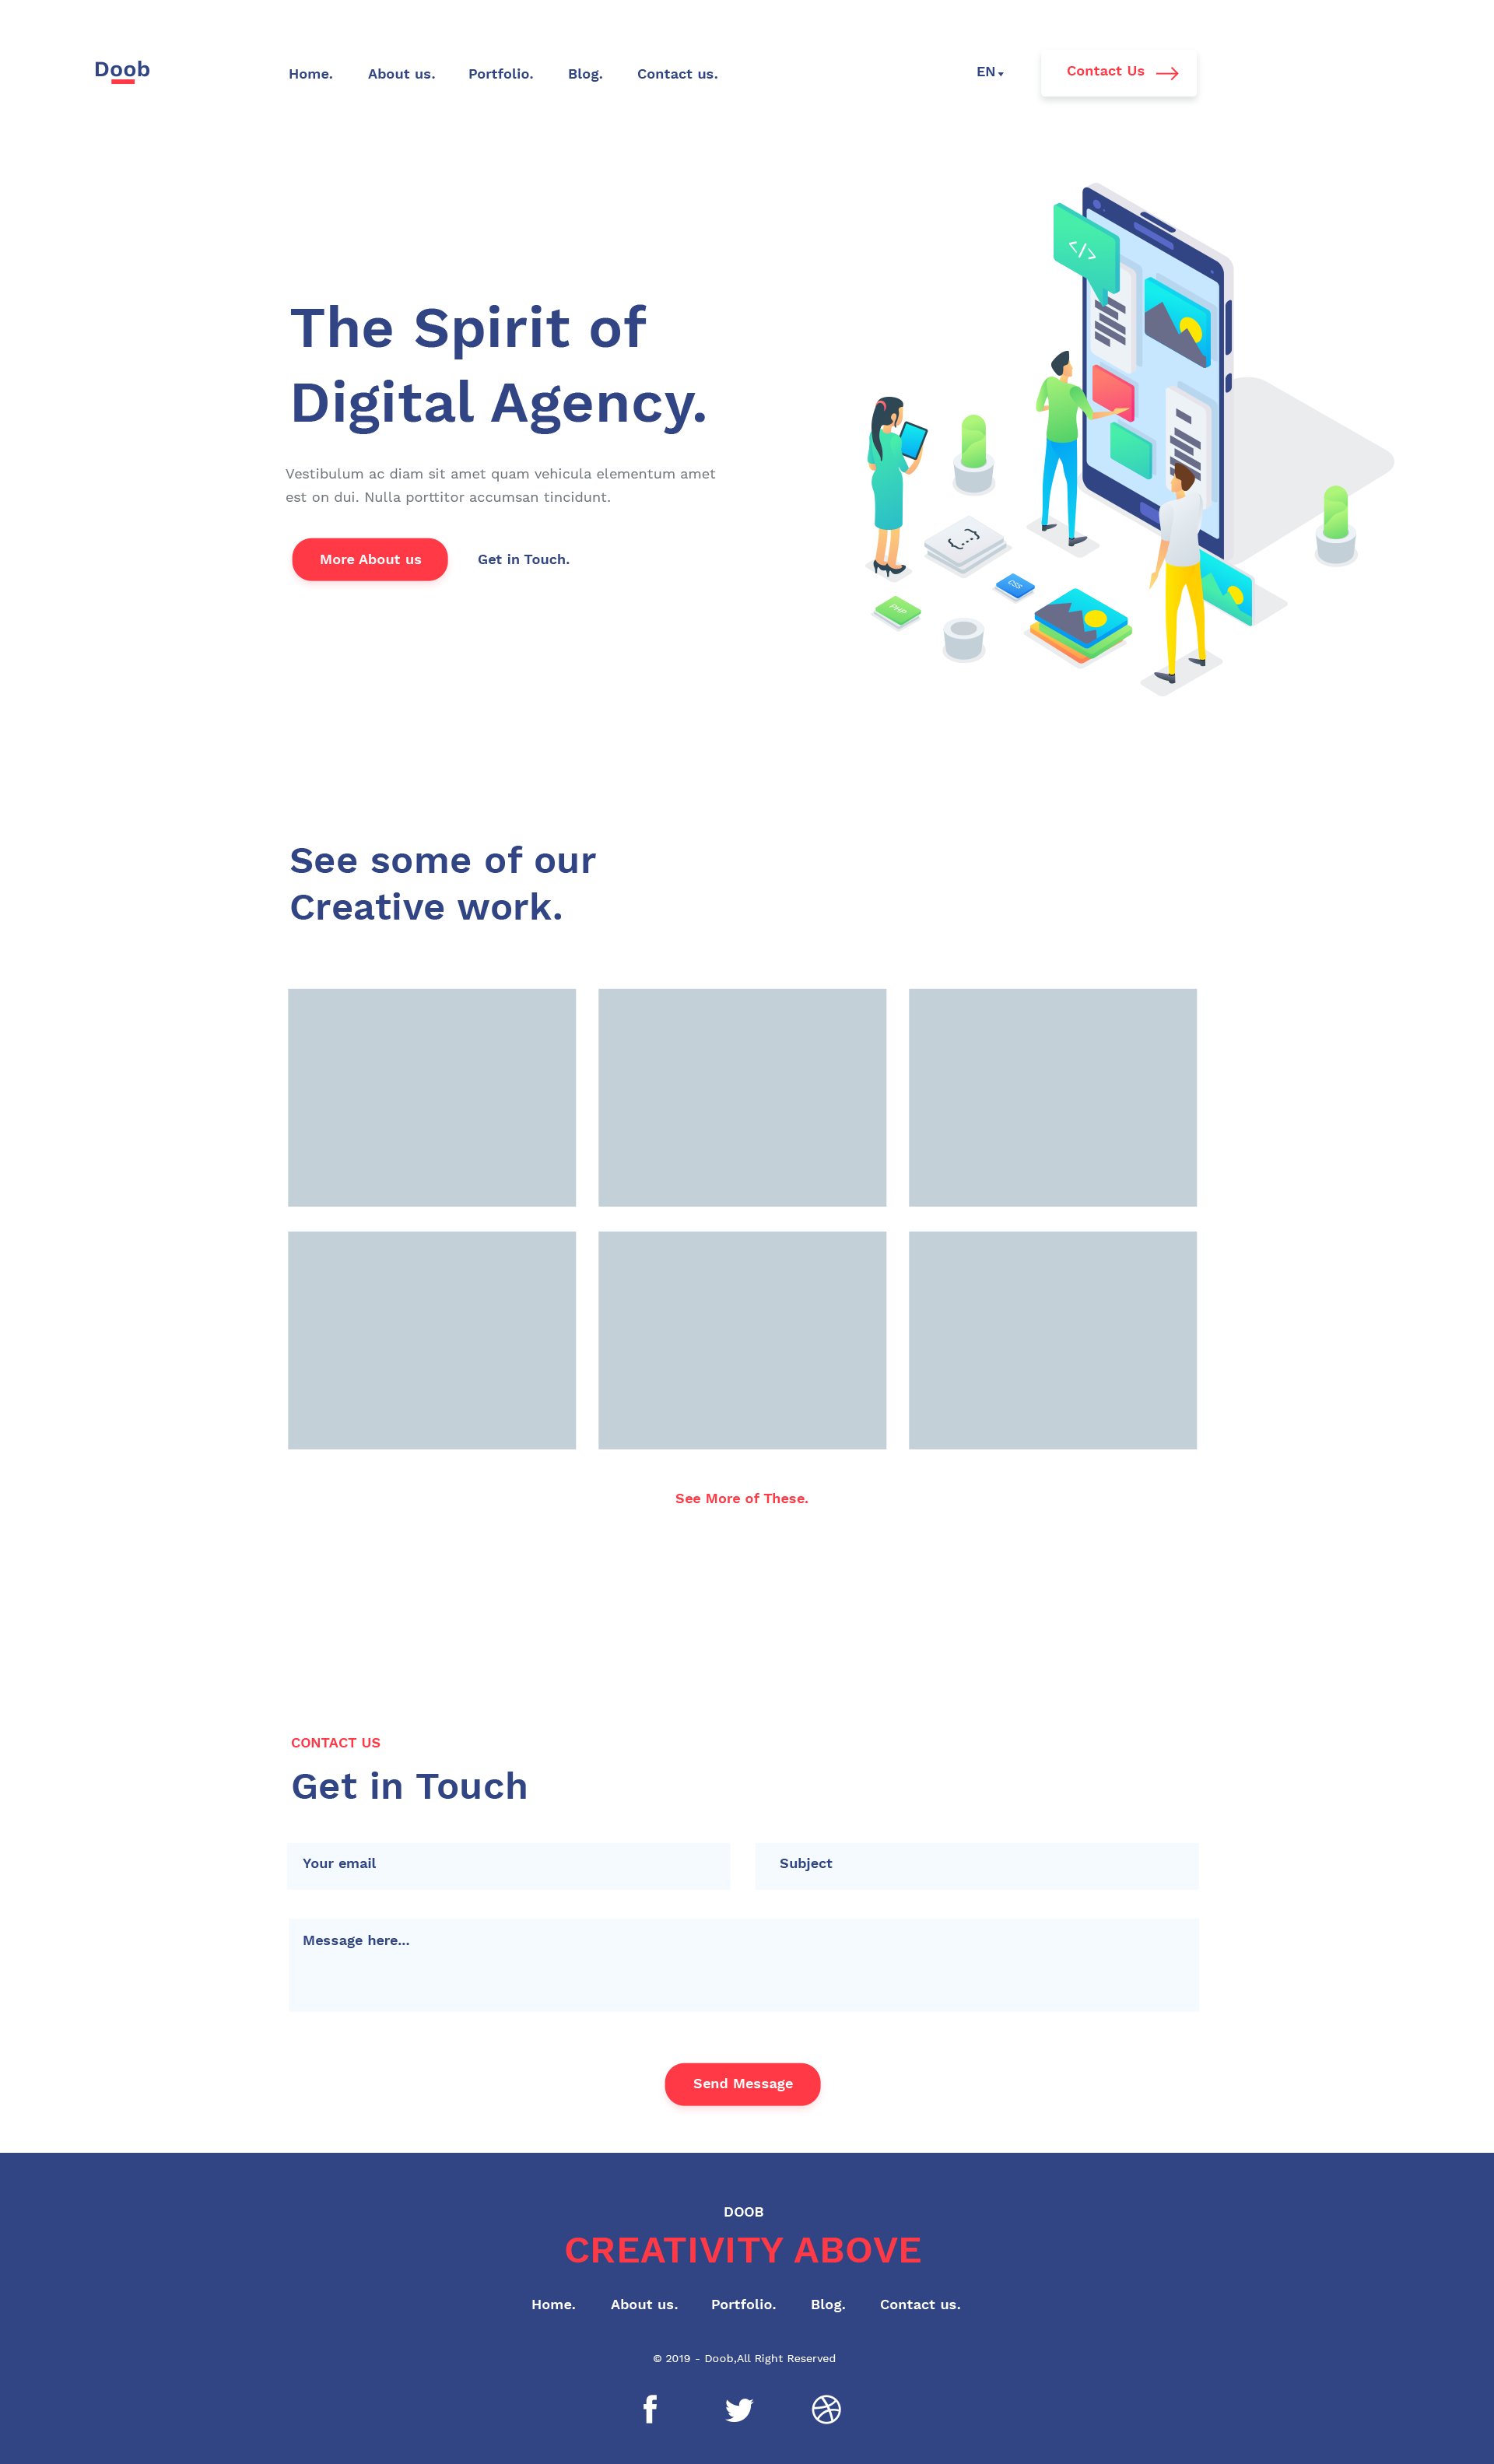 Doob
Home. About us. Portfolio. Blog. Contact us.
EN
Contact Us
</>
The Spirit of
Digital Agency.
Vestibulum ac diam sit amet quam vehicula elementum amet
est on dui. Nulla porttitor accumsan tincidunt.
More About us
Get in Touch.
{...}
CSS
PHP
See some of our
Creative work.
See More of These.
CONTACT US
Get in Touch
Your email
Subject
Message here...
Send Message
DOOB
CREATIVITY ABOVE
Home. About us. Portfolio. Blog. Contact us.
© 2019 - Doob,All Right Reserved